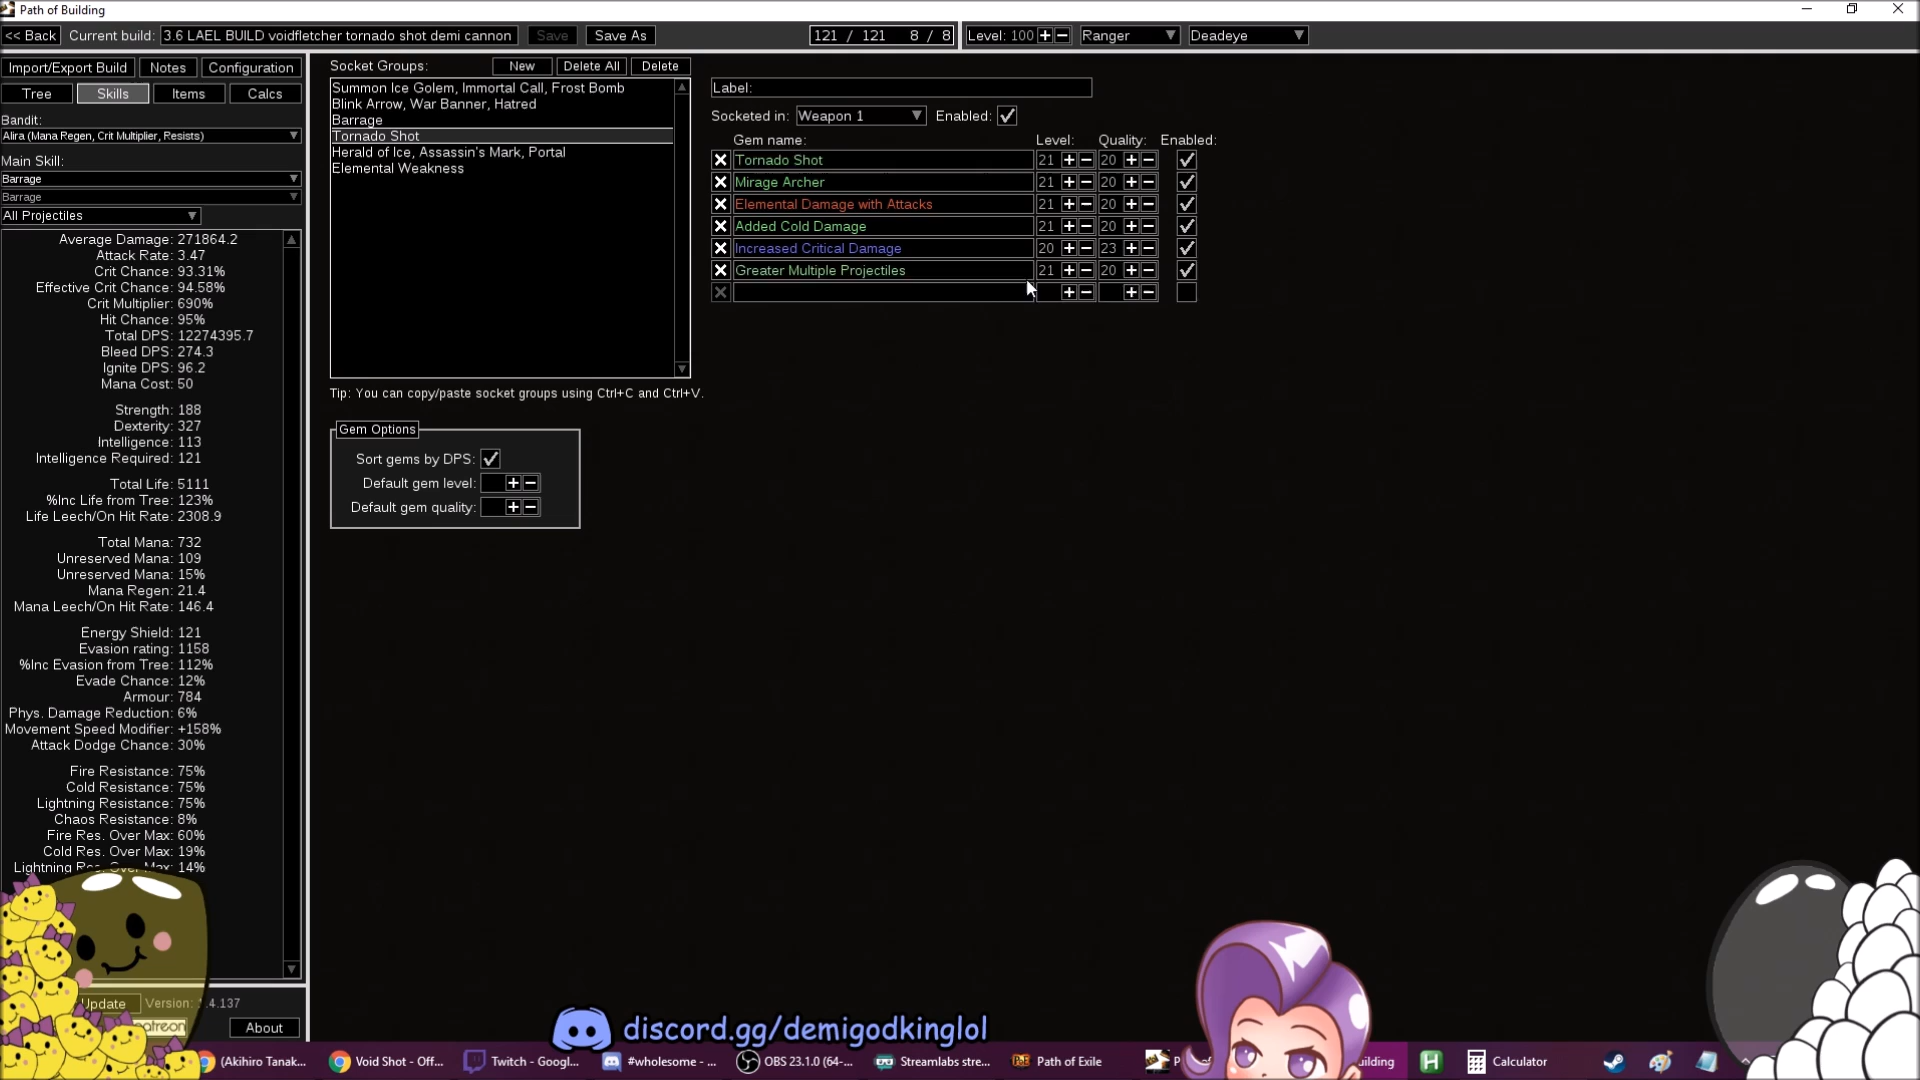 Path of Building
<< Back Current build: 3.6 LAEL BUILD voidfletcher tornado shot demi cannon Save Save As 121 / 121 8 / 8 Level: 100 Ranger Deadeye
Import/Export Build Notes Configuration
Tree Skills Items Calcs
Bandit:
Alira (Mana Regen, Crit Multiplier, Resists)
Main Skill:
Barrage
Barrage
All Projectiles
Average Damage: 271864.2
Attack Rate: 3.47
Crit Chance: 93.31%
Effective Crit Chance: 94.58%
Crit Multiplier: 690%
Hit Chance: 95%
Total DPS: 12274395.7
Bleed DPS: 274.3
Ignite DPS: 96.2
Mana Cost: 50
Strength: 188
Dexterity: 327
Intelligence: 113
Intelligence Required: 121
Total Life: 5111
%Inc Life from Tree: 123%
Life Leech/On Hit Rate: 2308.9
Total Mana: 732
Unreserved Mana: 109
Unreserved Mana: 15%
Mana Regen: 21.4
Mana Leech/On Hit Rate: 146.4
Energy Shield: 121
Evasion rating: 1158
%Inc Evasion from Tree: 112%
Evade Chance: 12%
Armour: 784
Phys. Damage Reduction: 6%
Movement Speed Modifier: +158%
Attack Dodge Chance: 30%
Fire Resistance: 75%
Cold Resistance: 75%
Lightning Resistance: 75%
Chaos Resistance: 8%
Fire Res. Over Max: 60%
Cold Res. Over Max: 19%
Lightning Res. Over Max: 14%
Update Version: .4.137
About
Socket Groups: New Delete All Delete
Summon Ice Golem, Immortal Call, Frost Bomb
Blink Arrow, War Banner, Hatred
Barrage
Tornado Shot
Herald of Ice, Assassin's Mark, Portal
Elemental Weakness
Tip: You can copy/paste socket groups using Ctrl+C and Ctrl+V.
Gem Options
Sort gems by DPS:
Default gem level:
Default gem quality:
Label:
Socketed in: Weapon 1 Enabled:
Gem name: Level: Quality: Enabled:
Tornado Shot 21 20
Mirage Archer 21 20
Elemental Damage with Attacks 21 20
Added Cold Damage 21 20
Increased Critical Damage 20 23
Greater Multiple Projectiles 21 20
discord.gg/demigodkinglol
(Akihiro Tanak... Void Shot - Off... Twitch - Googl... #wholesome - ... OBS 23.1.0 (64-... Streamlabs stre... Path of Exile uilding Calculator